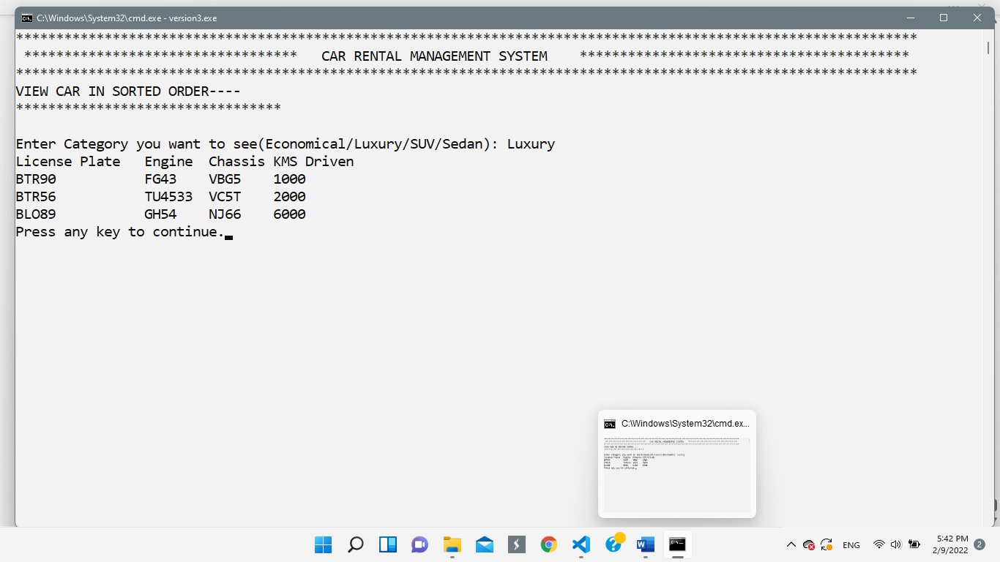 C:\Windows\System32\cmd.exe - version3.exe
****************************************************************************************************************
********************************** CAR RENTAL MANAGEMENT SYSTEM *****************************************
****************************************************************************************************************
VIEW CAR IN SORTED ORDER----
*********************************
Enter Category you want to see(Economical/Luxury/SUV/Sedan): Luxury
License Plate Engine Chassis KMS Driven
BTR90 FG43 VBG5 1000
BTR56 TU4533 VC5T 2000
BLO89 GH54 NJ66 6000
Press any key to continue.
C:\Windows\System32\cmd.ex...
ENG
5:42 PM
2/9/2022
2